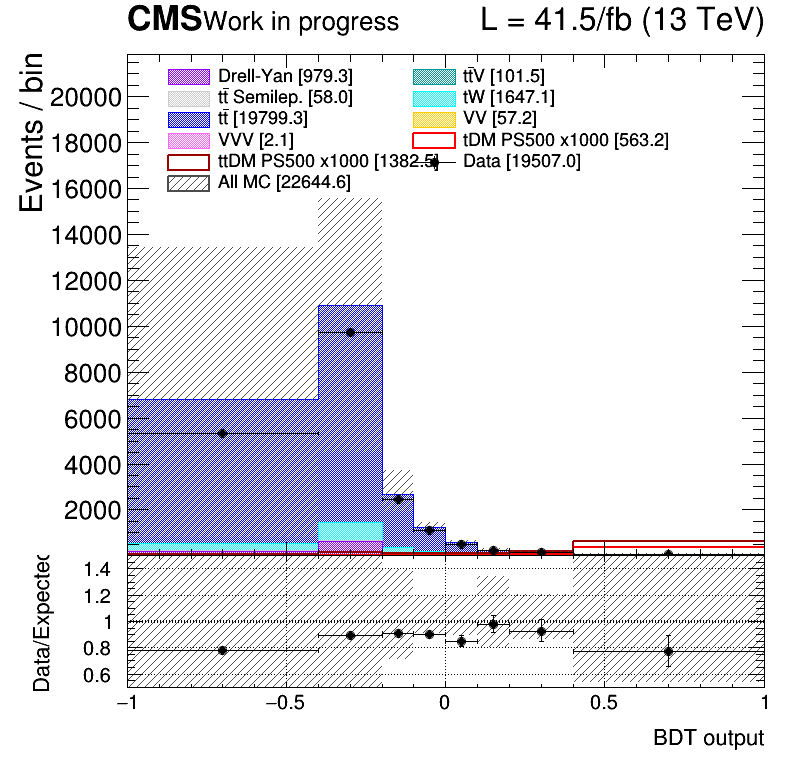 CMS Work in progress L = 41.5/fb (13 TeV)
Events / bin
Drell-Yan [979.3] tt̄V [101.5]
tt̄ Semilep. [58.0] tW [1647.1]
tt̄ [19799.3] VV [57.2]
VVV [2.1] tDM PS500 x1000 [563.2]
ttDM PS500 x1000 [1382.5] Data [19507.0]
All MC [22644.6]
20000
18000
16000
14000
12000
10000
8000
6000
4000
2000
Data/Expected
1.4
1.2
1
0.8
0.6
−1 −0.5 0 0.5 1
BDT output